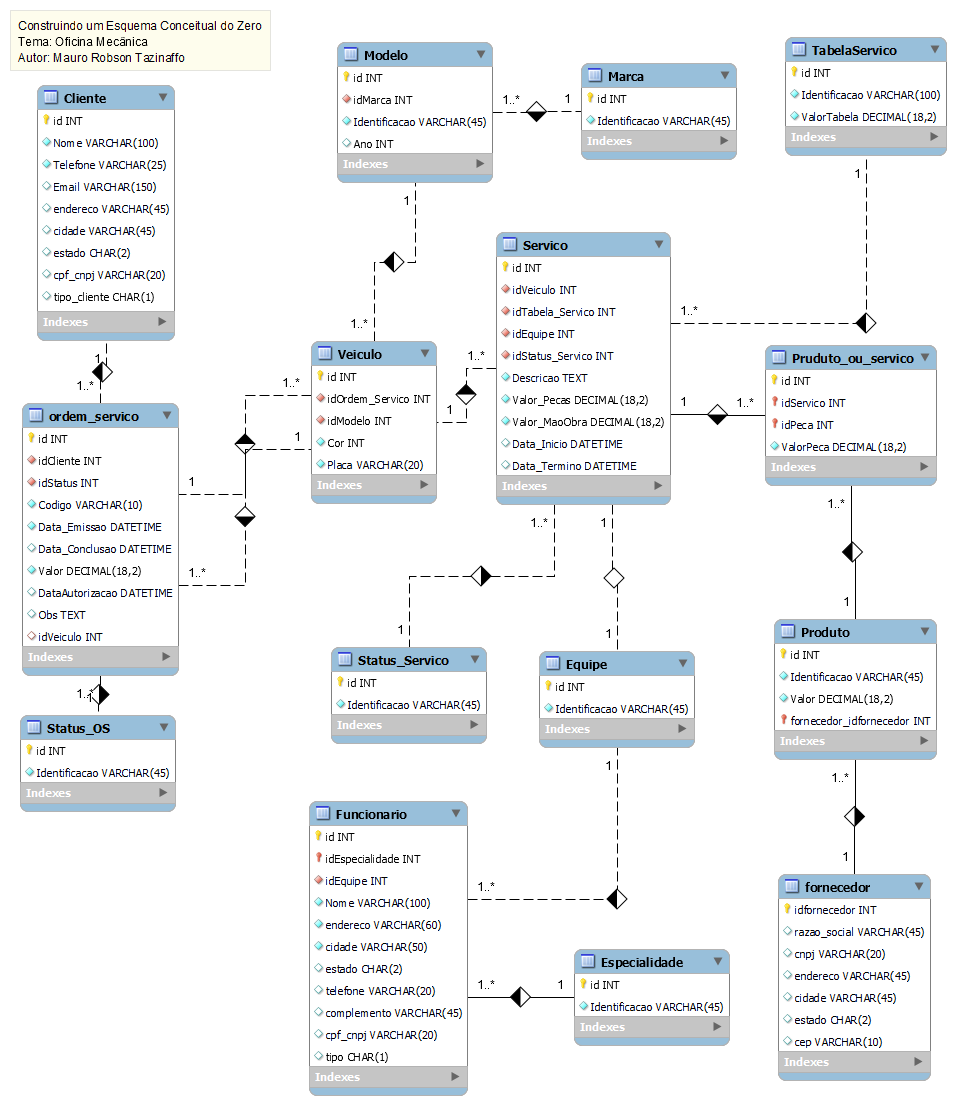 Construindo um Esquema Conceitual do Zero
Tema: Oficina Mecânica
Autor: Mauro Robson Tazinaffo
Cliente
id INT
Nome VARCHAR(100)
Telefone VARCHAR(25)
Email VARCHAR(150)
endereco VARCHAR(45)
cidade VARCHAR(45)
estado CHAR(2)
cpf_cnpj VARCHAR(20)
tipo_cliente CHAR(1)
Indexes
Modelo
id INT
idMarca INT
Identificacao VARCHAR(45)
Ano INT
Indexes
1..*
1
Marca
id INT
Identificacao VARCHAR(45)
Indexes
TabelaServico
id INT
Identificacao VARCHAR(100)
ValorTabela DECIMAL(18,2)
Indexes
1
1..*
1
1..*
Veiculo
id INT
idOrdem_Servico INT
idModelo INT
Cor INT
Placa VARCHAR(20)
Indexes
1..*
1
Servico
id INT
idVeiculo INT
idTabela_Servico INT
idEquipe INT
idStatus_Servico INT
Descricao TEXT
Valor_Pecas DECIMAL(18,2)
Valor_MaoObra DECIMAL(18,2)
Data_Inicio DATETIME
Data_Termino DATETIME
Indexes
1
1..*
Pruduto_ou_servico
id INT
idServico INT
idPeca INT
ValorPeca DECIMAL(18,2)
Indexes
1
1..*
ordem_servico
id INT
idCliente INT
idStatus INT
Codigo VARCHAR(10)
Data_Emissao DATETIME
Data_Conclusao DATETIME
Valor DECIMAL(18,2)
DataAutorizacao DATETIME
Obs TEXT
idVeiculo INT
Indexes
1..*
1
1
1..*
1..*
1
Status_OS
id INT
Identificacao VARCHAR(45)
Indexes
1..*
1
Status_Servico
id INT
Identificacao VARCHAR(45)
Indexes
1
1
Equipe
id INT
Identificacao VARCHAR(45)
Indexes
1..*
1
Produto
id INT
Identificacao VARCHAR(45)
Valor DECIMAL(18,2)
fornecedor_idfornecedor INT
Indexes
1
1..*
Funcionario
id INT
idEspecialidade INT
idEquipe INT
Nome VARCHAR(100)
endereco VARCHAR(60)
cidade VARCHAR(50)
estado CHAR(2)
telefone VARCHAR(20)
complemento VARCHAR(45)
cpf_cnpj VARCHAR(20)
tipo CHAR(1)
Indexes
1..*
1
Especialidade
id INT
Identificacao VARCHAR(45)
Indexes
1..*
1
fornecedor
idfornecedor INT
razao_social VARCHAR(45)
cnpj VARCHAR(20)
endereco VARCHAR(45)
cidade VARCHAR(45)
estado CHAR(2)
cep VARCHAR(10)
Indexes